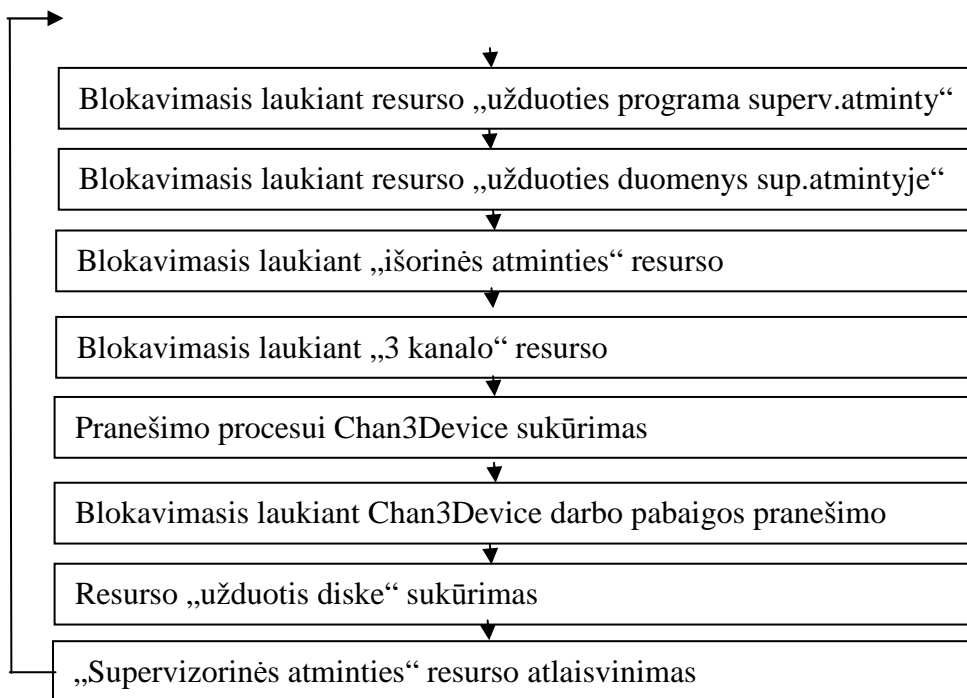 Blokavimasis laukiant resurso „užduoties programa superv.atminty“
Blokavimasis laukiant resurso „užduoties duomenys sup.atmintyje“
Blokavimasis laukiant „išorinės atminties“ resurso
Blokavimasis laukiant „3 kanalo“ resurso
Pranešimo procesui Chan3Device sukūrimas
Blokavimasis laukiant Chan3Device darbo pabaigos pranešimo
Resurso „užduotis diske“ sukūrimas
„Supervizorinės atminties“ resurso atlaisvinimas